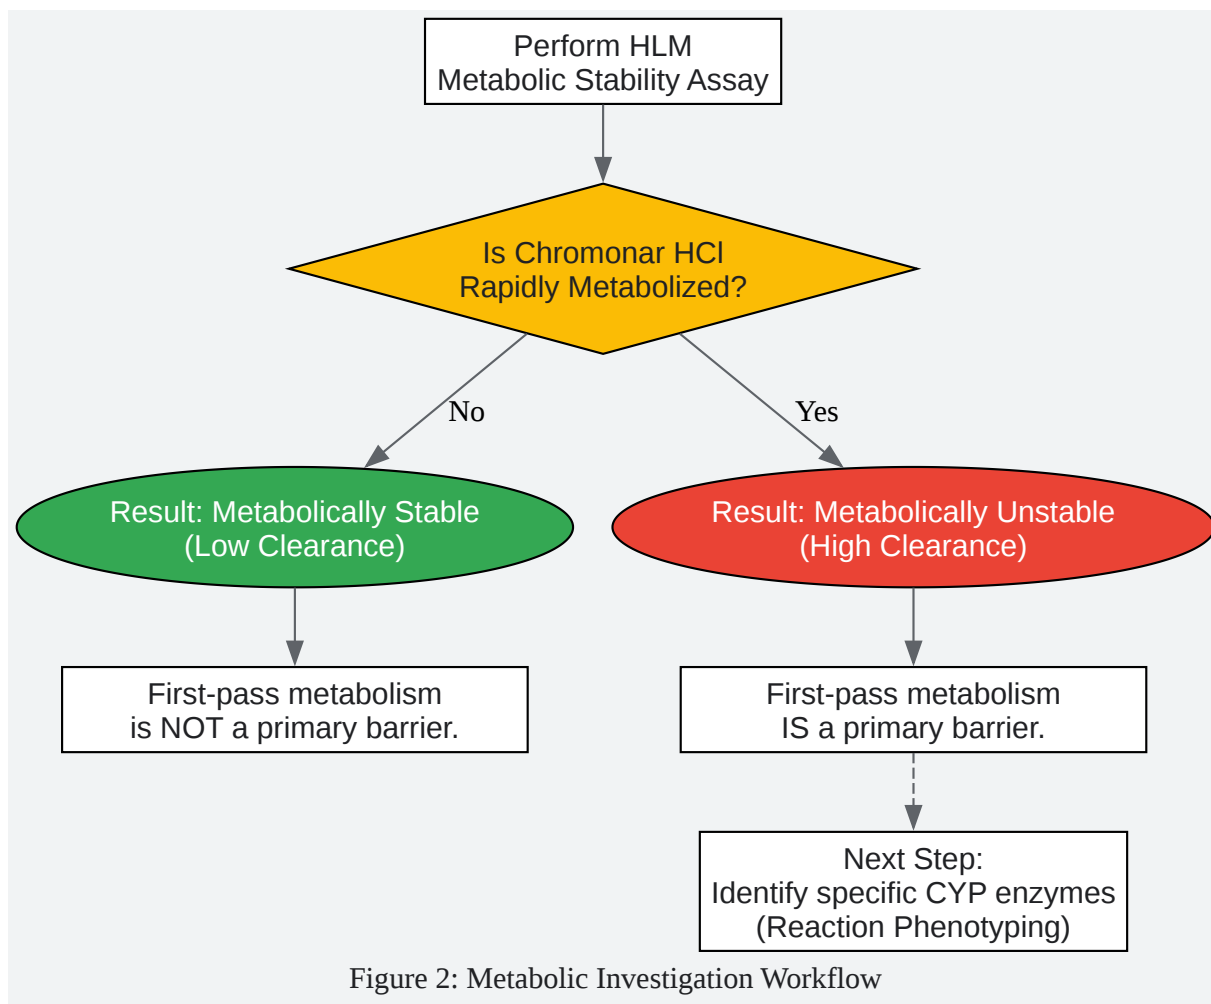 Perform HLM
Metabolic Stability Assay
Is Chromonar HCl
Rapidly Metabolized?
No
Yes
Result: Metabolically Stable
(Low Clearance)
Result: Metabolically Unstable
(High Clearance)
First-pass metabolism
is NOT a primary barrier.
First-pass metabolism
IS a primary barrier.
Next Step:
Identify specific CYP enzymes
(Reaction Phenotyping)
Figure 2: Metabolic Investigation Workflow